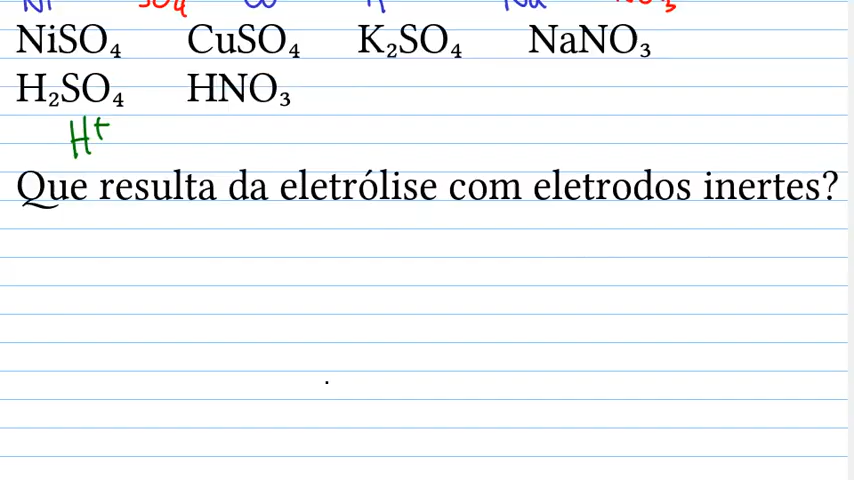 NiSO₄ CuSO₄ K₂SO₄ NaNO₃
H₂SO₄ HNO₃
H⁺
Que resulta da eletrólise com eletrodos inertes?